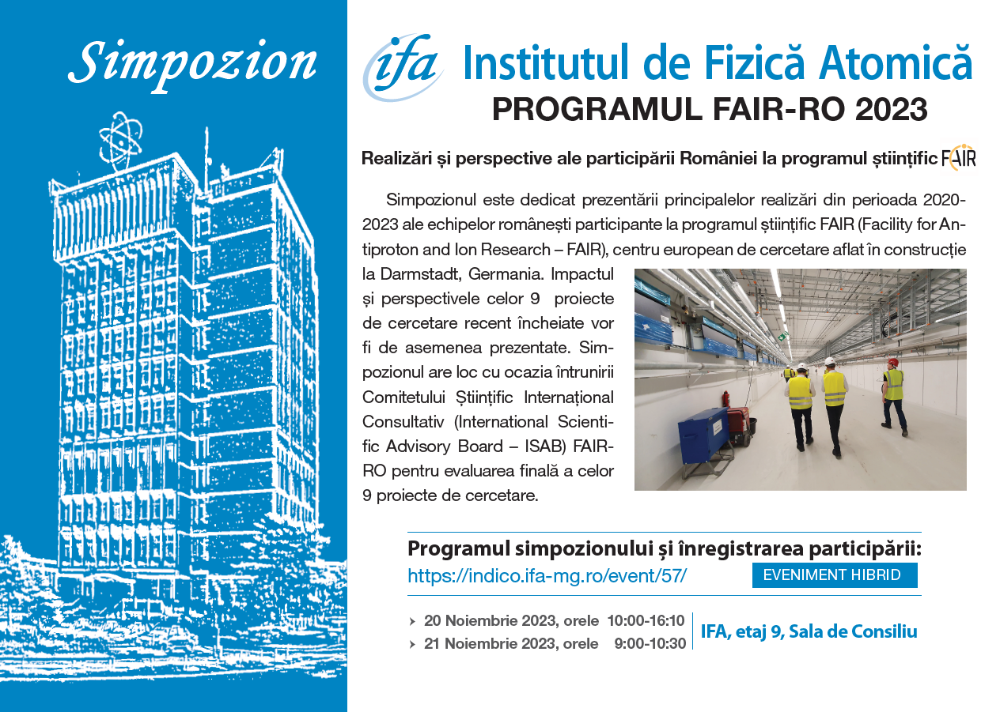 Simpozion
ifa
Institutul de Fizică Atomică
PROGRAMUL FAIR-RO 2023
Realizări și perspective ale participării României la programul științific FAIR
Simpozionul este dedicat prezentării principalelor realizări din perioada 2020-
2023 ale echipelor românești participante la programul științific FAIR (Facility for An-
tiproton and Ion Research – FAIR), centru european de cercetare aflat în construcție
la Darmstadt, Germania. Impactul
și perspectivele celor 9 proiecte
de cercetare recent încheiate vor
fi de asemenea prezentate. Sim-
pozionul are loc cu ocazia întrunirii
Comitetului Științific Internațional
Consultativ (International Scienti-
fic Advisory Board – ISAB) FAIR-
RO pentru evaluarea finală a celor
9 proiecte de cercetare.
Programul simpozionului și înregistrarea participării:
https://indico.ifa-mg.ro/event/57/
EVENIMENT HIBRID
20 Noiembrie 2023, orele 10:00-16:10
21 Noiembrie 2023, orele 9:00-10:30
IFA, etaj 9, Sala de Consiliu